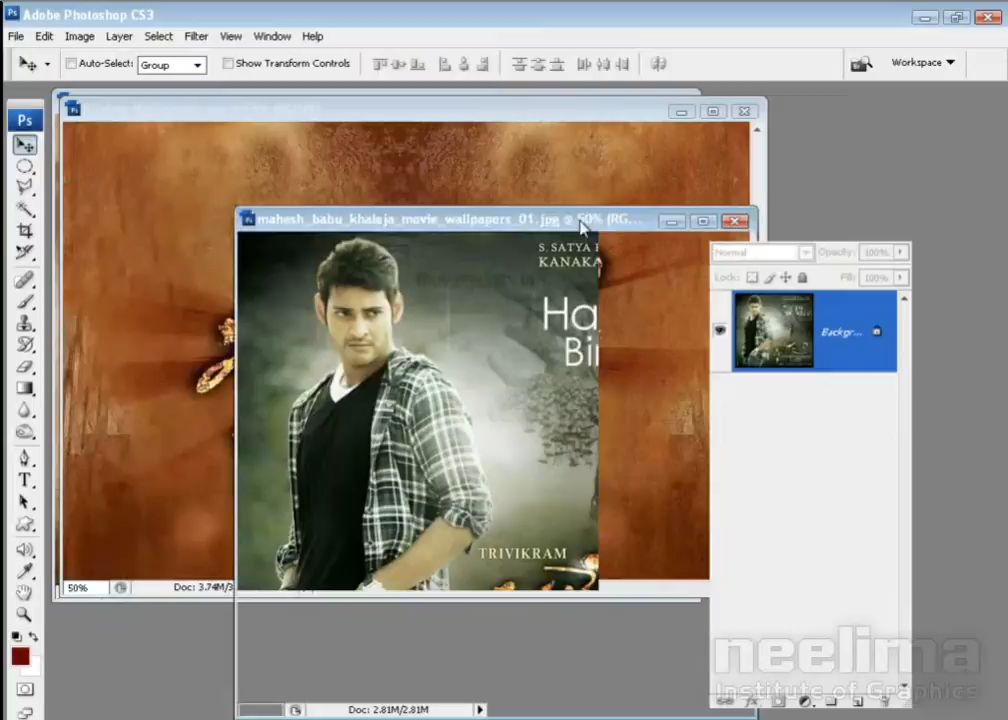 Adobe Photoshop CS3
File Edit Image Layer Select Filter View Window Help
Auto-Select: Group Show Transform Controls
Workspace
mahesh_babu_khaleja_movie_wallpapers_01.jpg @ 50% (RG...
S. SATYA
KANAKA
Ha
Bi
TRIVIKRAM
Normal Opacity: 100%
Lock: Fill: 100%
Backgr...
50% Doc: 3.74M/3
Doc: 2.81M/2.81M
neelima
Institute of Graphics
Ps
T